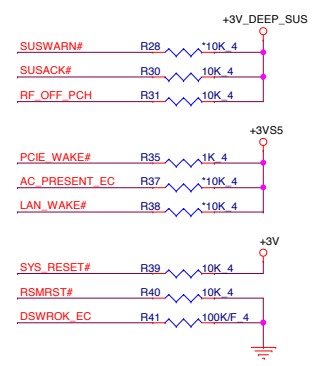 +3V_DEEP_SUS
SUSWARN# R28 *10K_4
SUSACK# R30 10K_4
RF_OFF_PCH R31 10K_4
+3VS5
PCIE_WAKE# R35 1K_4
AC_PRESENT_EC R37 *10K_4
LAN_WAKE# R38 *10K_4
+3V
SYS_RESET# R39 10K_4
RSMRST# R40 10K_4
DSWROK_EC R41 100K/F_4